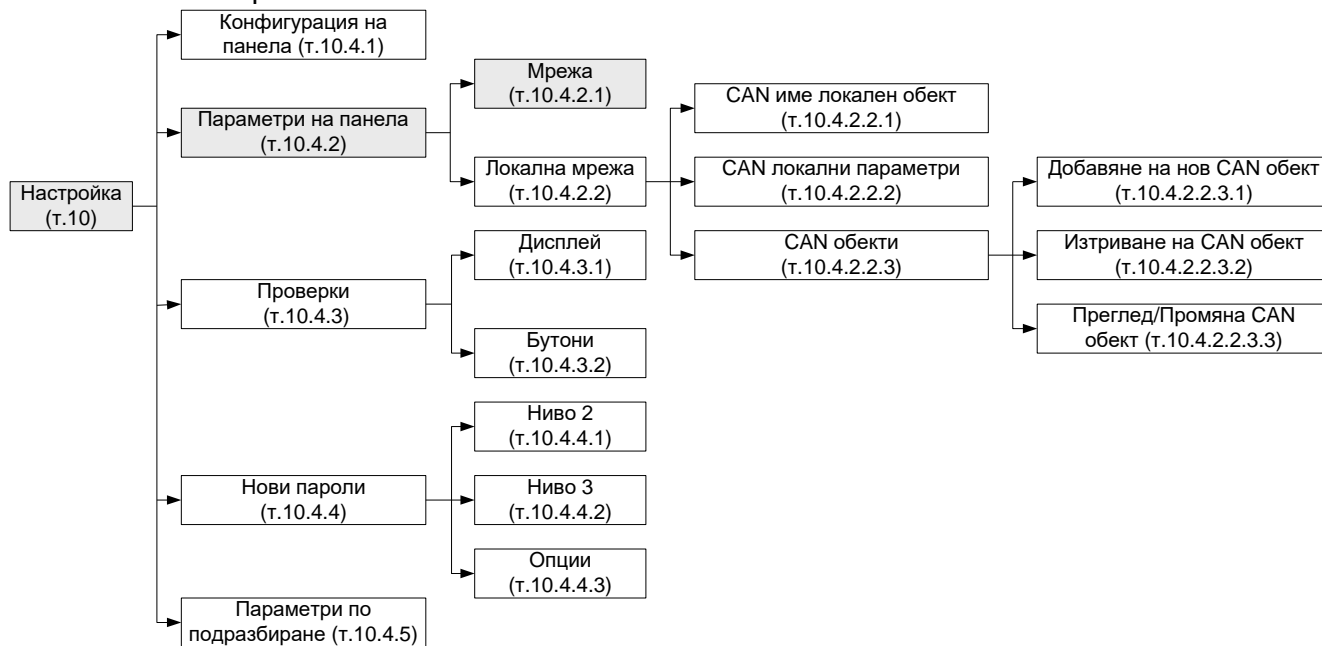 Конфигурация на
панела (т.10.4.1)
Параметри на панела
(т.10.4.2)
Настройка
(т.10)
Проверки
(т.10.4.3)
Нови пароли
(т.10.4.4)
Параметри по
подразбиране (т.10.4.5)
Мрежа
(т.10.4.2.1)
Локална мрежа
(т.10.4.2.2)
Дисплей
(т.10.4.3.1)
Бутони
(т.10.4.3.2)
Ниво 2
(т.10.4.4.1)
Ниво 3
(т.10.4.4.2)
Опции
(т.10.4.4.3)
CAN име локален обект
(т.10.4.2.2.1)
CAN локални параметри
(т.10.4.2.2.2)
CAN обекти
(т.10.4.2.2.3)
Добавяне на нов CAN обект
(т.10.4.2.2.3.1)
Изтриване на CAN обект
(т.10.4.2.2.3.2)
Преглед/Промяна CAN
обект (т.10.4.2.2.3.3)